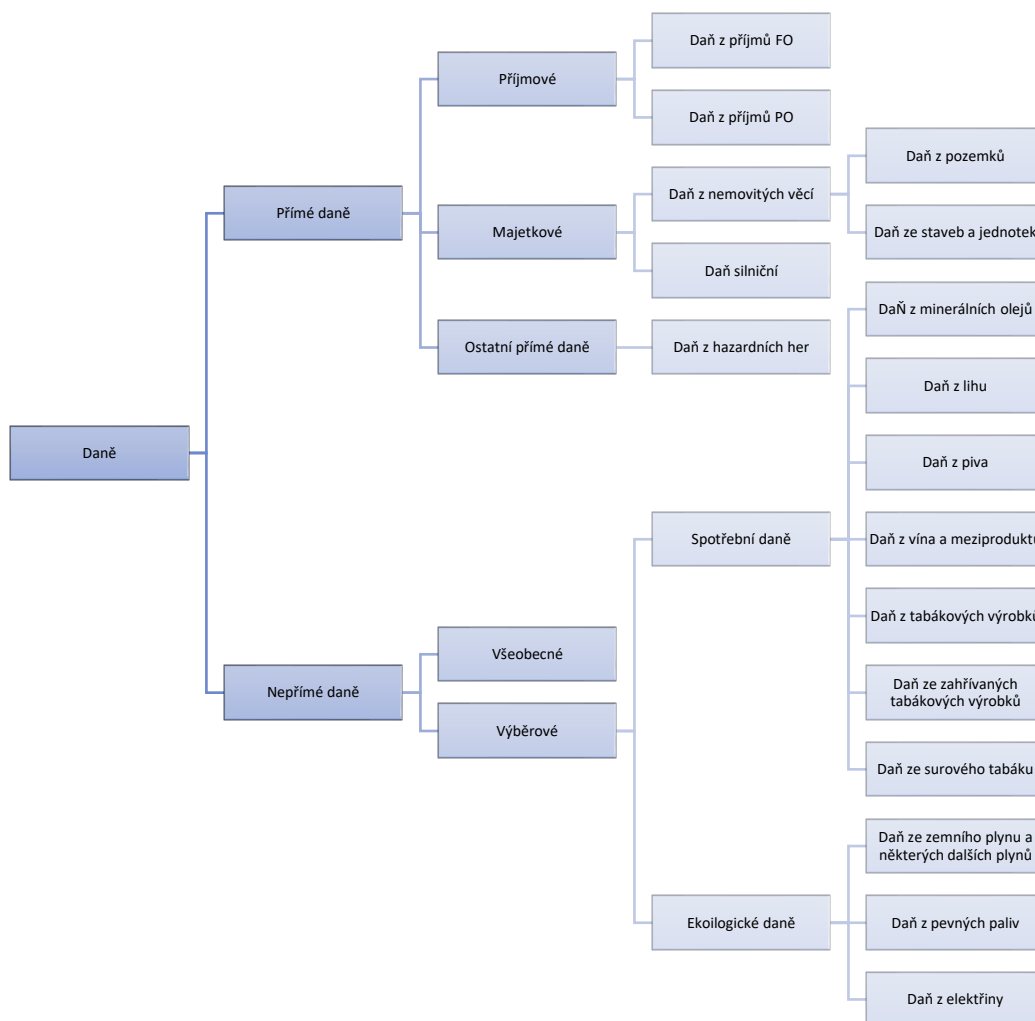 Daň z příjmů FO
Příjmové
Daň z příjmů PO
Daň z pozemků
Daň z nemovitých věcí
Přímé daně
Majetkové
Daň ze staveb a jednotek
Daň silniční
DaŇ z minerálních olejů
Ostatní přímé daně
Daň z hazardních her
Daň z lihu
Daně
Daň z piva
Spotřební daně
Daň z vína a meziproduktů
Daň z tabákových výrobků
Všeobecné
Nepřímé daně
Daň ze zahřívaných
tabákových výrobků
Výběrové
Daň ze surového tabáku
Daň ze zemního plynu a
některých dalších plynů
Ekoilogické daně
Daň z pevných paliv
Daň z elektřiny